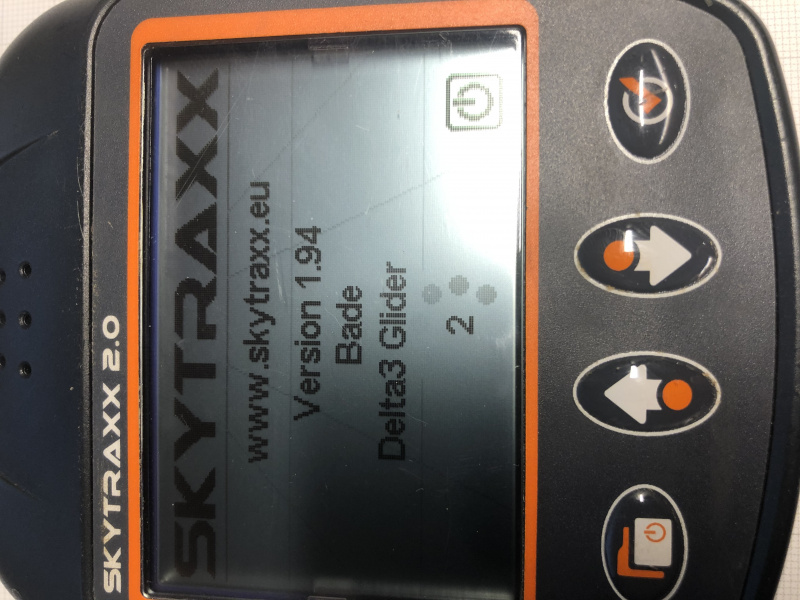 SKYTRAXX 2.0
SKYTRAXX
www.skytraxx.eu
Version 1.94
Bade
Delta3 Glider
2